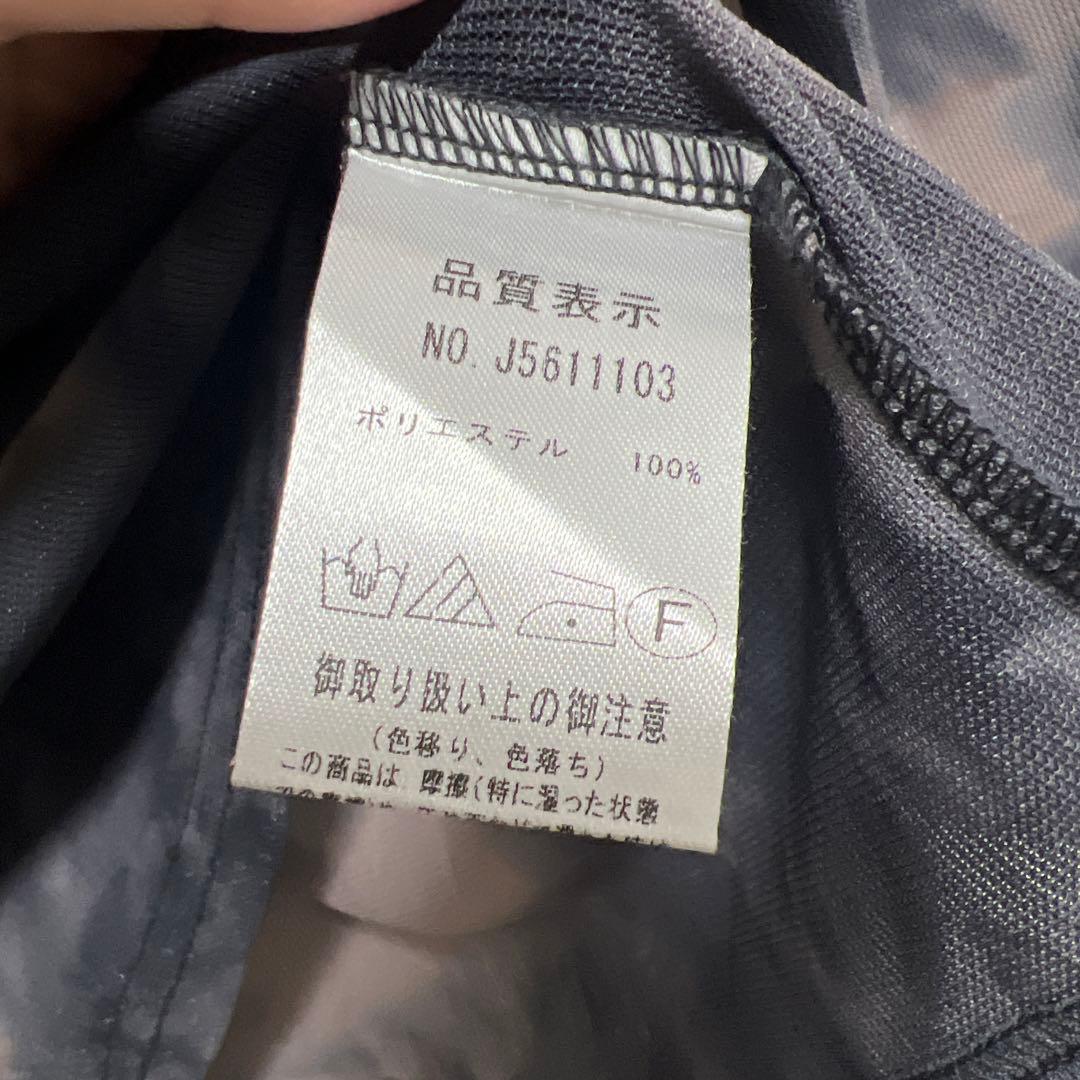 品質表示
NO. J5611103
ポリエステル 100%
F
御取り扱い上の御注意
(色移り、色落ち)
この商品は 摩擦(特に湿った状態